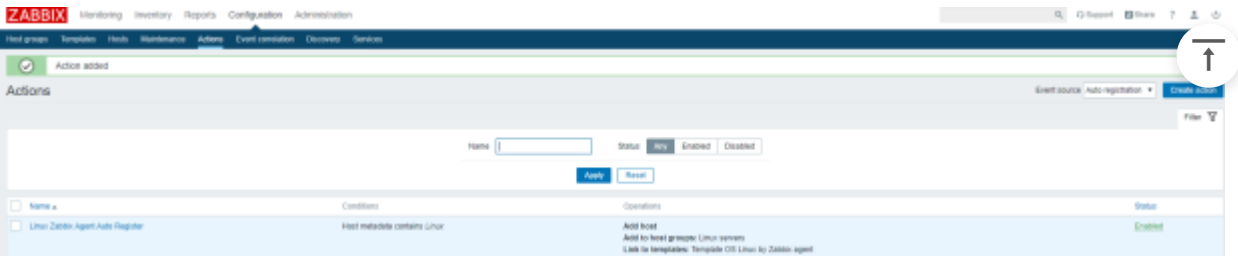 ZABBIX Monitoring Inventory Reports Configuration Administration Support Share ?
Host groups Templates Hosts Maintenance Actions Event correlation Discovery Services
Action added
Actions Event source Auto registration Create action
Filter
Name Status Any Enabled Disabled
Apply Reset
Name Conditions Operations Status
Linux Zabbix Agent Auto Register Host metadata contains Linux Add host Enabled
Add to host groups: Linux servers
Link to templates: Template OS Linux by Zabbix agent